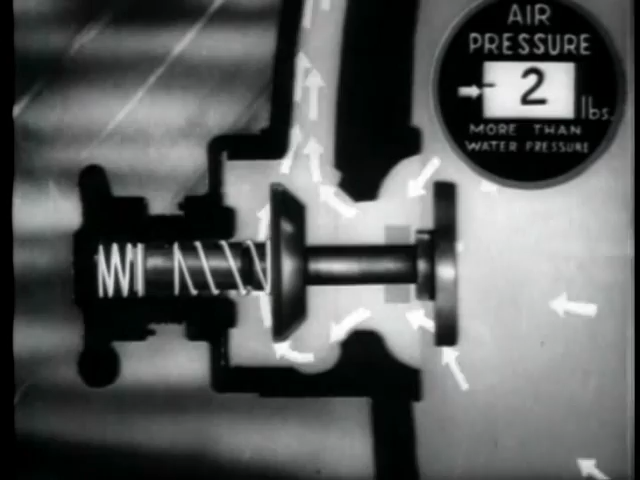 AIR
PRESSURE
2 lbs.
MORE THAN
WATER PRESSURE